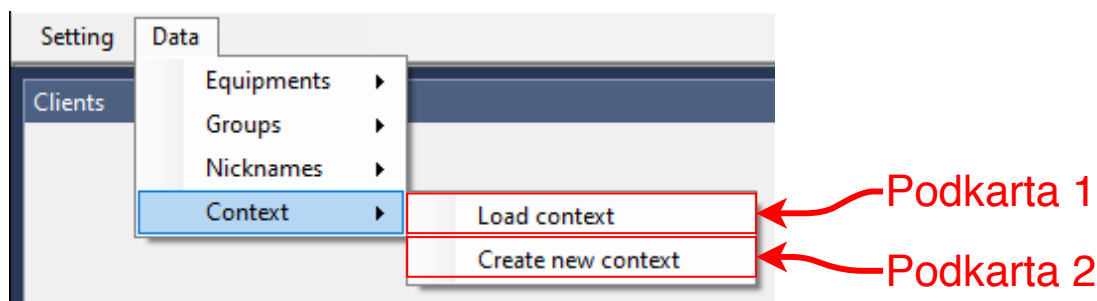 Setting Data
Equipments
Clients
Groups
Nicknames
Context
Load context
Podkarta 1
Create new context
Podkarta 2